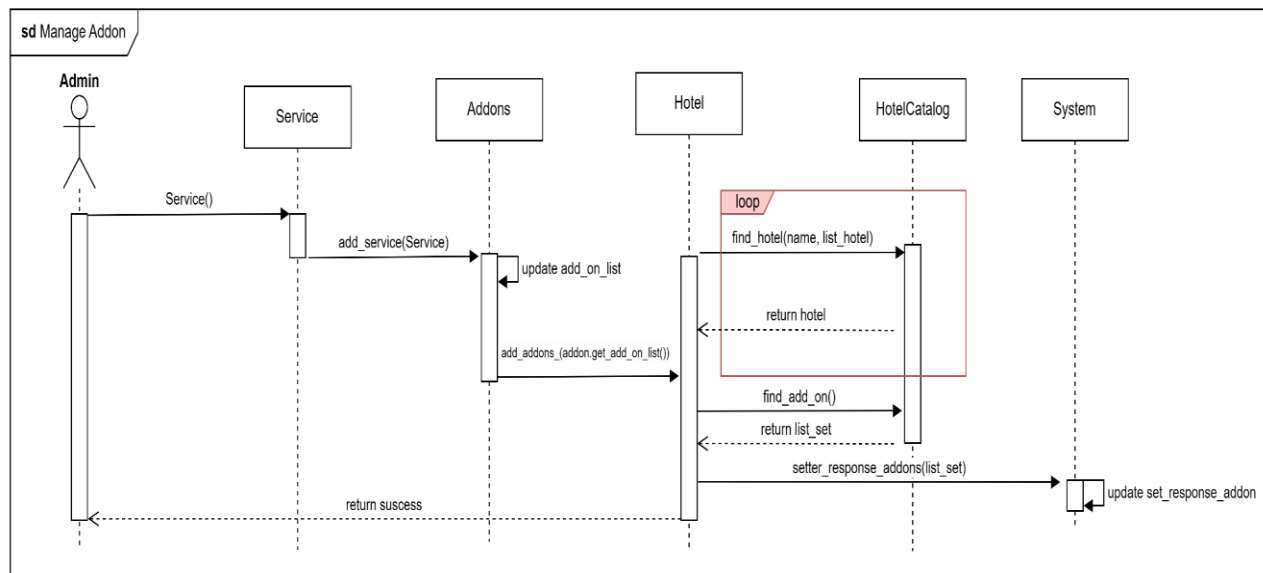 sd Manage Addon
Admin
Service
Addons
Hotel
HotelCatalog
System
loop
Service()
find_hotel(name, list_hotel)
add_service(Service)
update add_on_list
return hotel
add_addons_(addon.get_add_on_list())
find_add_on()
return list_set
setter_response_addons(list_set)
update set_response_addon
return suscess